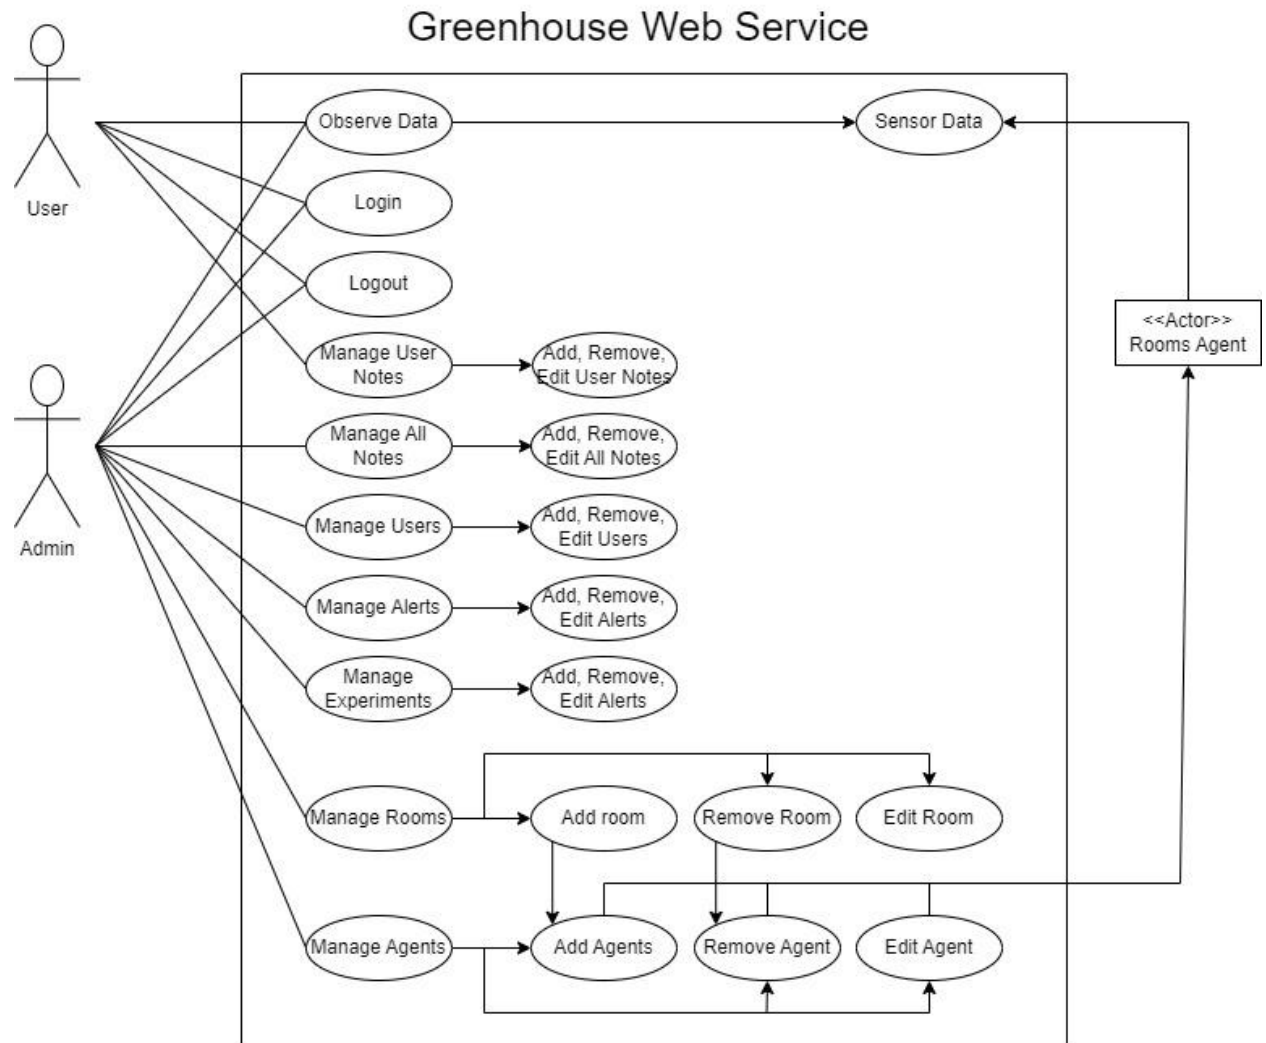 Greenhouse Web Service
User
Observe Data
Sensor Data
Login
Logout
<<Actor>>
Rooms Agent
Manage User
Notes
Add, Remove,
Edit User Notes
Admin
Manage All
Notes
Add, Remove,
Edit All Notes
Manage Users
Add, Remove,
Edit Users
Manage Alerts
Add, Remove,
Edit Alerts
Manage
Experiments
Add, Remove,
Edit Alerts
Manage Rooms
Add room
Remove Room
Edit Room
Manage Agents
Add Agents
Remove Agent
Edit Agent